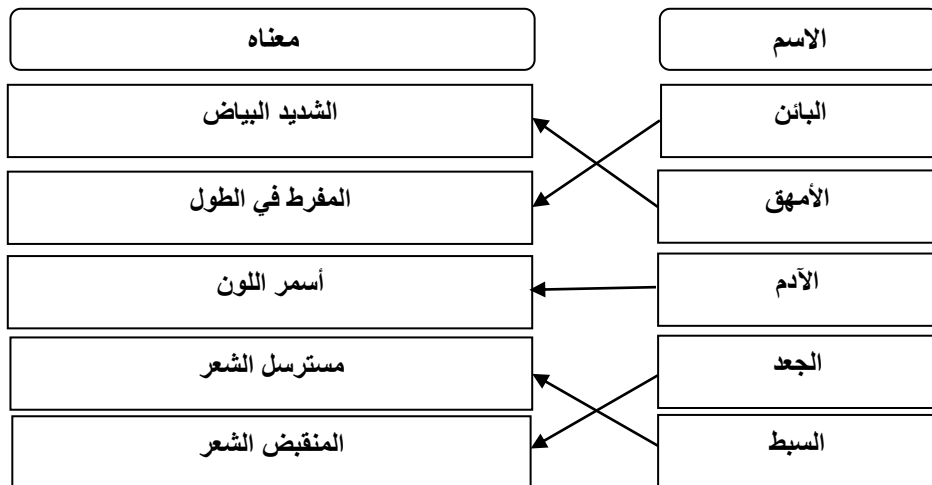 الاسم
معناه
البائن
الشديد البياض
الأمهق
المفرط في الطول
الآدم
أسمر اللون
الجعد
مسترسل الشعر
السبط
المنقبض الشعر